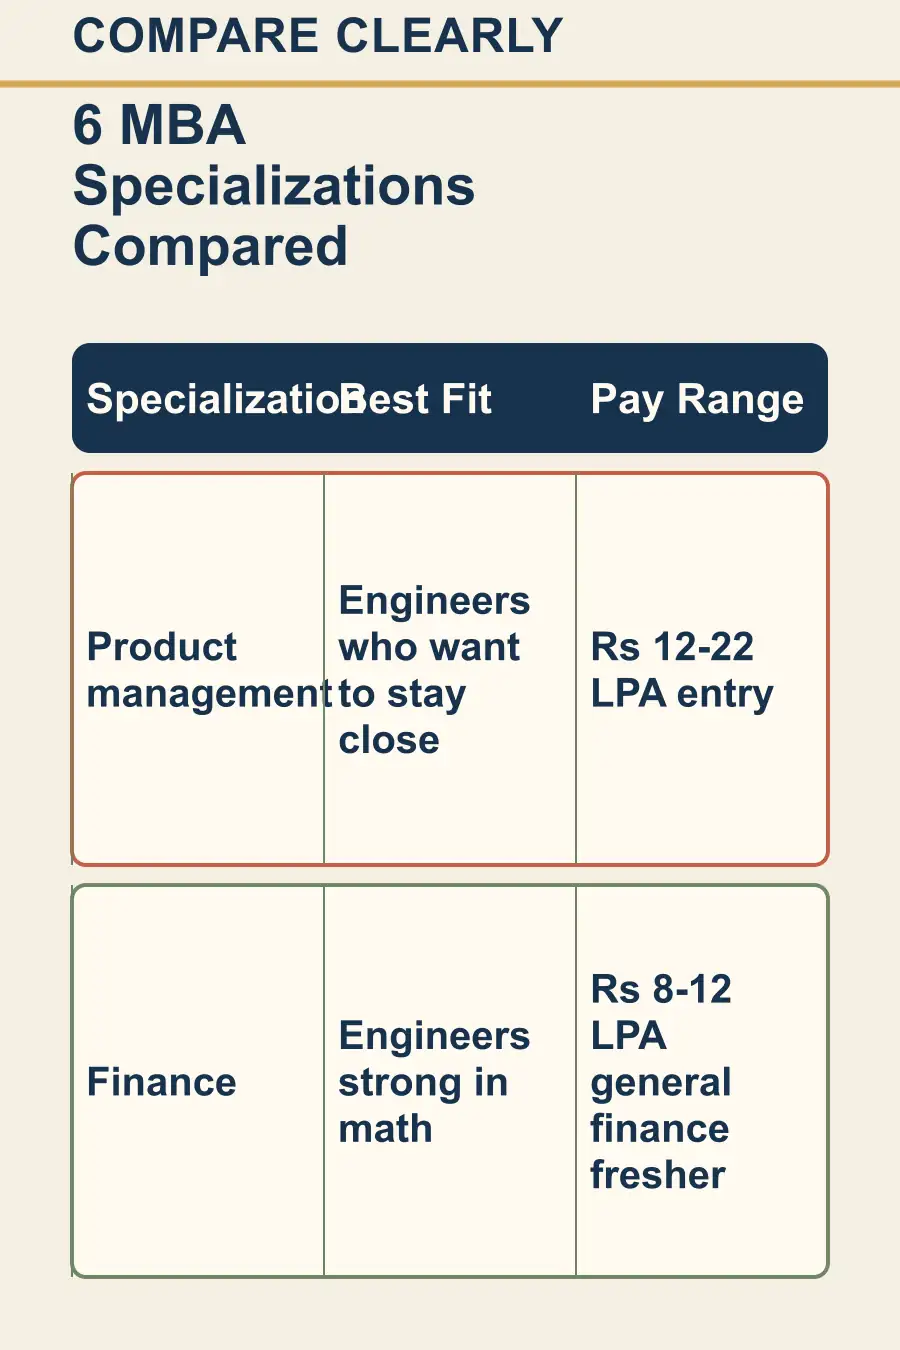 COMPARE CLEARLY
6 MBA
Specializations
Compared
Specialization Best Fit Pay Range
Product
management
Engineers
who want
to stay
close
Rs 12-22
LPA entry
Finance
Engineers
strong in
math
Rs 8-12
LPA
general
finance
fresher